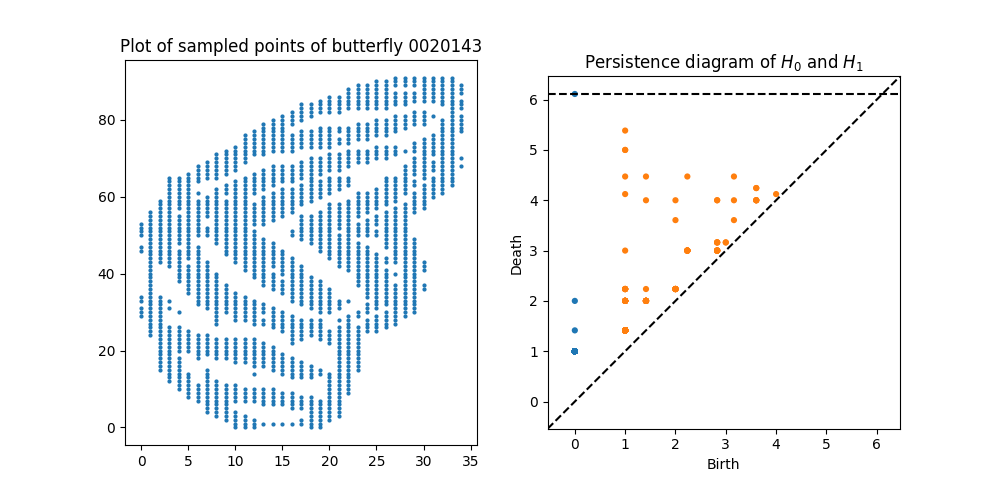 Plot of sampled points of butterfly 0020143
80
60
40
20
0
0 5 10 15 20 25 30 35
Persistence diagram of H₀ and H₁
6
5
4
3
2
1
0
Death
0 1 2 3 4 5 6
Birth